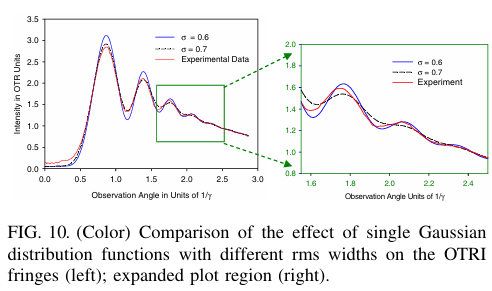 3.5
3.0
2.5
2.0
1.5
1.0
0.5
0.0
Intensity in OTR Units
σ = 0.6
σ = 0.7
Experimental Data
0.0 0.5 1.0 1.5 2.0 2.5 3.0
Observation Angle in Units of 1/γ
2.0
1.8
1.6
1.4
1.2
1.0
0.8
σ = 0.6
σ = 0.7
Experiment
1.6 1.8 2.0 2.2 2.4
Observation Angle Units of 1/γ
FIG. 10. (Color) Comparison of the effect of single Gaussian
distribution functions with different rms widths on the OTRI
fringes (left); expanded plot region (right).